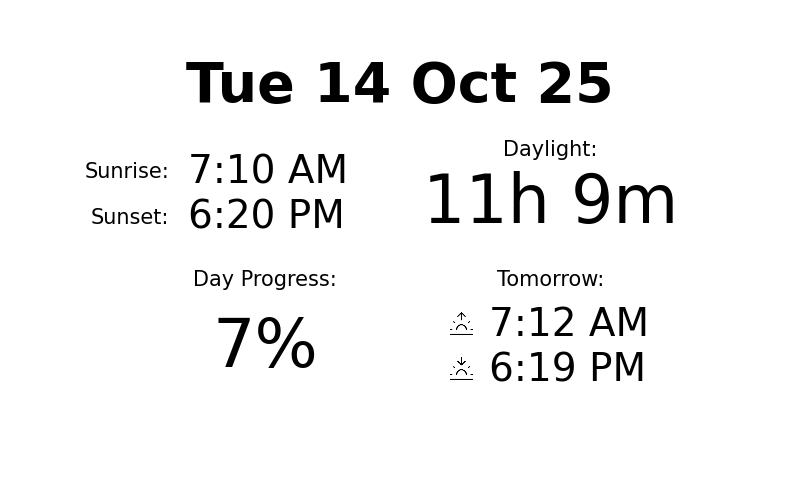 Tue 14 Oct 25
Sunrise: 7:10 AM
Sunset: 6:20 PM
Daylight:
11h 9m
Day Progress:
7%
Tomorrow:
7:12 AM
6:19 PM